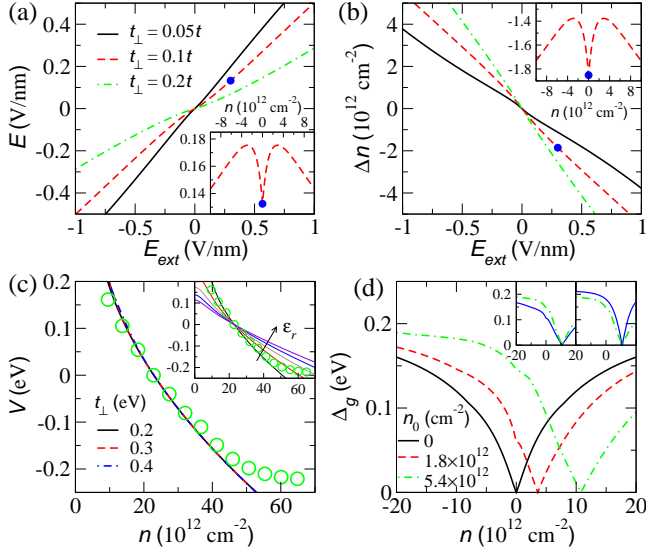 (a)
t⊥ = 0.05t
t⊥ = 0.1t
t⊥ = 0.2t
E (V/nm)
0.4
0.2
0
-0.2
-0.4
-1 -0.5 0 0.5 1
E_ext (V/nm)
n (10^12 cm^-2)
-8 -4 0 4 8
0.18
0.16
0.14
0.13
(b)
Δn (10^12 cm^-2)
4
2
0
-2
-4
-1 -0.5 0 0.5 1
E_ext (V/nm)
-1.4
-1.6
-1.8
-8 -4 0 4 8
n (10^12 cm^-2)
(c)
V (eV)
0.2
0.1
0
-0.1
-0.2
0 20 40 60
n (10^12 cm^-2)
t⊥ (eV)
0.2
0.3
0.4
0.1
0
-0.1
-0.2
0 20 40 60
ε_r
(d)
Δ_g (eV)
0.3
0.2
0.1
0
-20 -10 0 10 20
n (10^12 cm^-2)
n_0 (cm^-2)
0
1.8×10^12
5.4×10^12
0.2
0.1
0
-20 0 20
-20 0 20